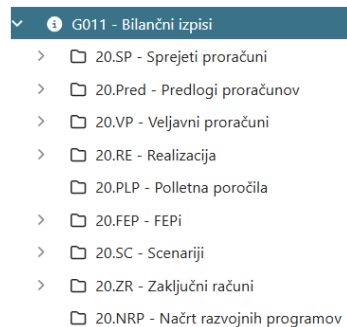 G011 - Bilančni izpisi
20.SP - Sprejeti proračuni
20.Pred - Predlogi proračunov
20.VP - Veljavni proračuni
20.RE - Realizacija
20.PLP - Polletna poročila
20.FEP - FEPi
20.SC - Scenariji
20.ZR - Zaključni računi
20.NRP - Načrt razvojnih programov